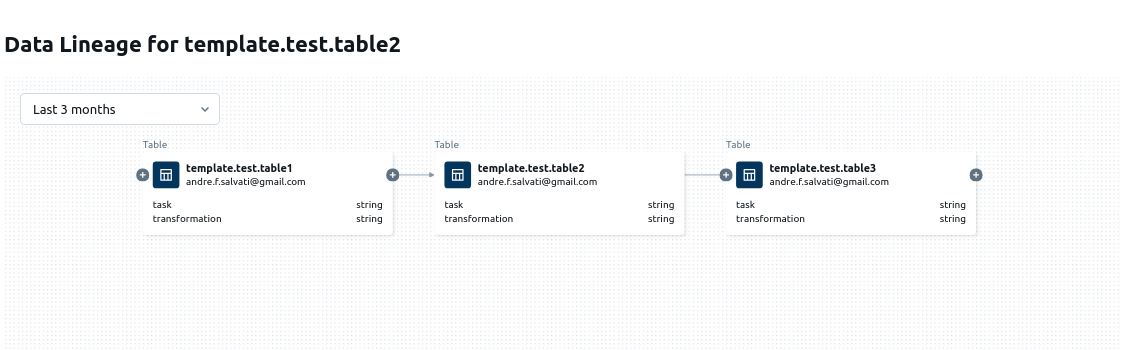 Data Lineage for template.test.table2
Last 3 months
Table
template.test.table1
andre.f.salvati@gmail.com
task string
transformation string
Table
template.test.table2
andre.f.salvati@gmail.com
task string
transformation string
Table
template.test.table3
andre.f.salvati@gmail.com
task string
transformation string